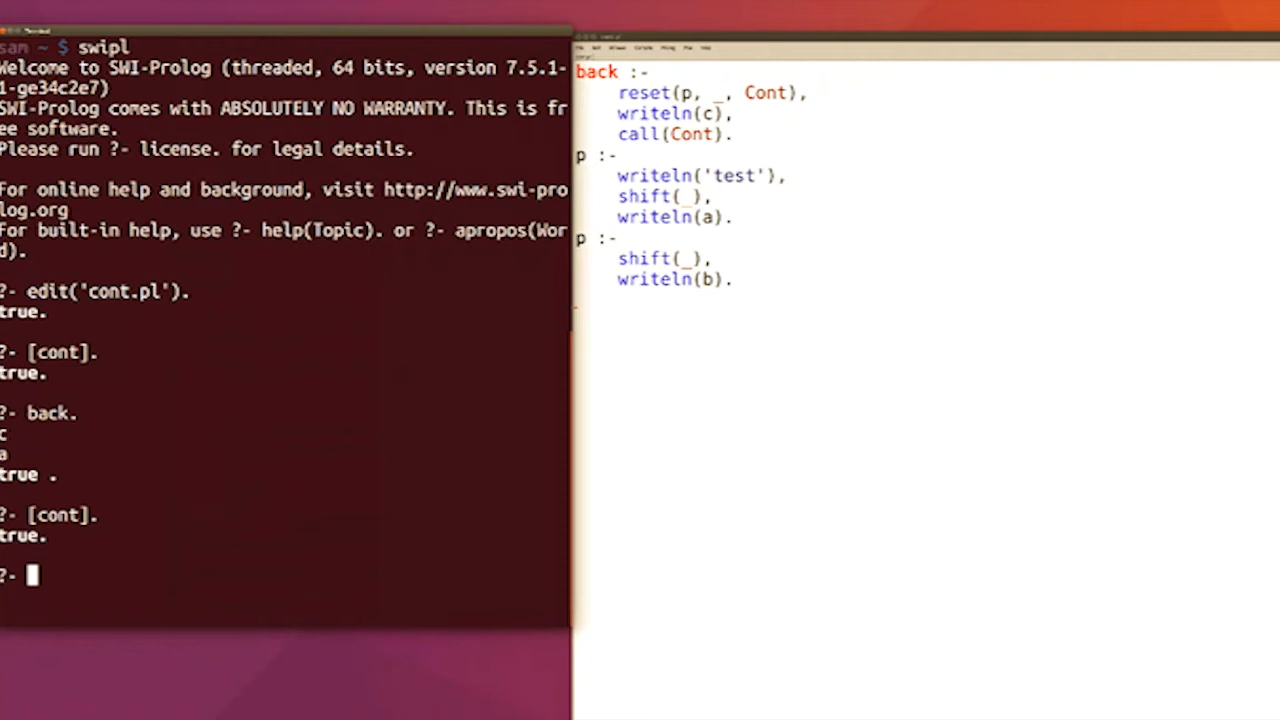 Terminal
sam ~ $ swipl
Welcome to SWI-Prolog (threaded, 64 bits, version 7.5.1-
1-ge34c2e7)
SWI-Prolog comes with ABSOLUTELY NO WARRANTY. This is fr
ee software.
Please run ?- license. for legal details.
For online help and background, visit http://www.swi-pro
log.org
For built-in help, use ?- help(Topic). or ?- apropos(Wor
d).
?- edit('cont.pl').
true.
?- [cont].
true.
?- back.
c
a
true .
?- [cont].
true.
?-
back :-
reset(p, _, Cont),
writeln(c),
call(Cont).
p :-
writeln('test'),
shift(_),
writeln(a).
p :-
shift(_),
writeln(b).